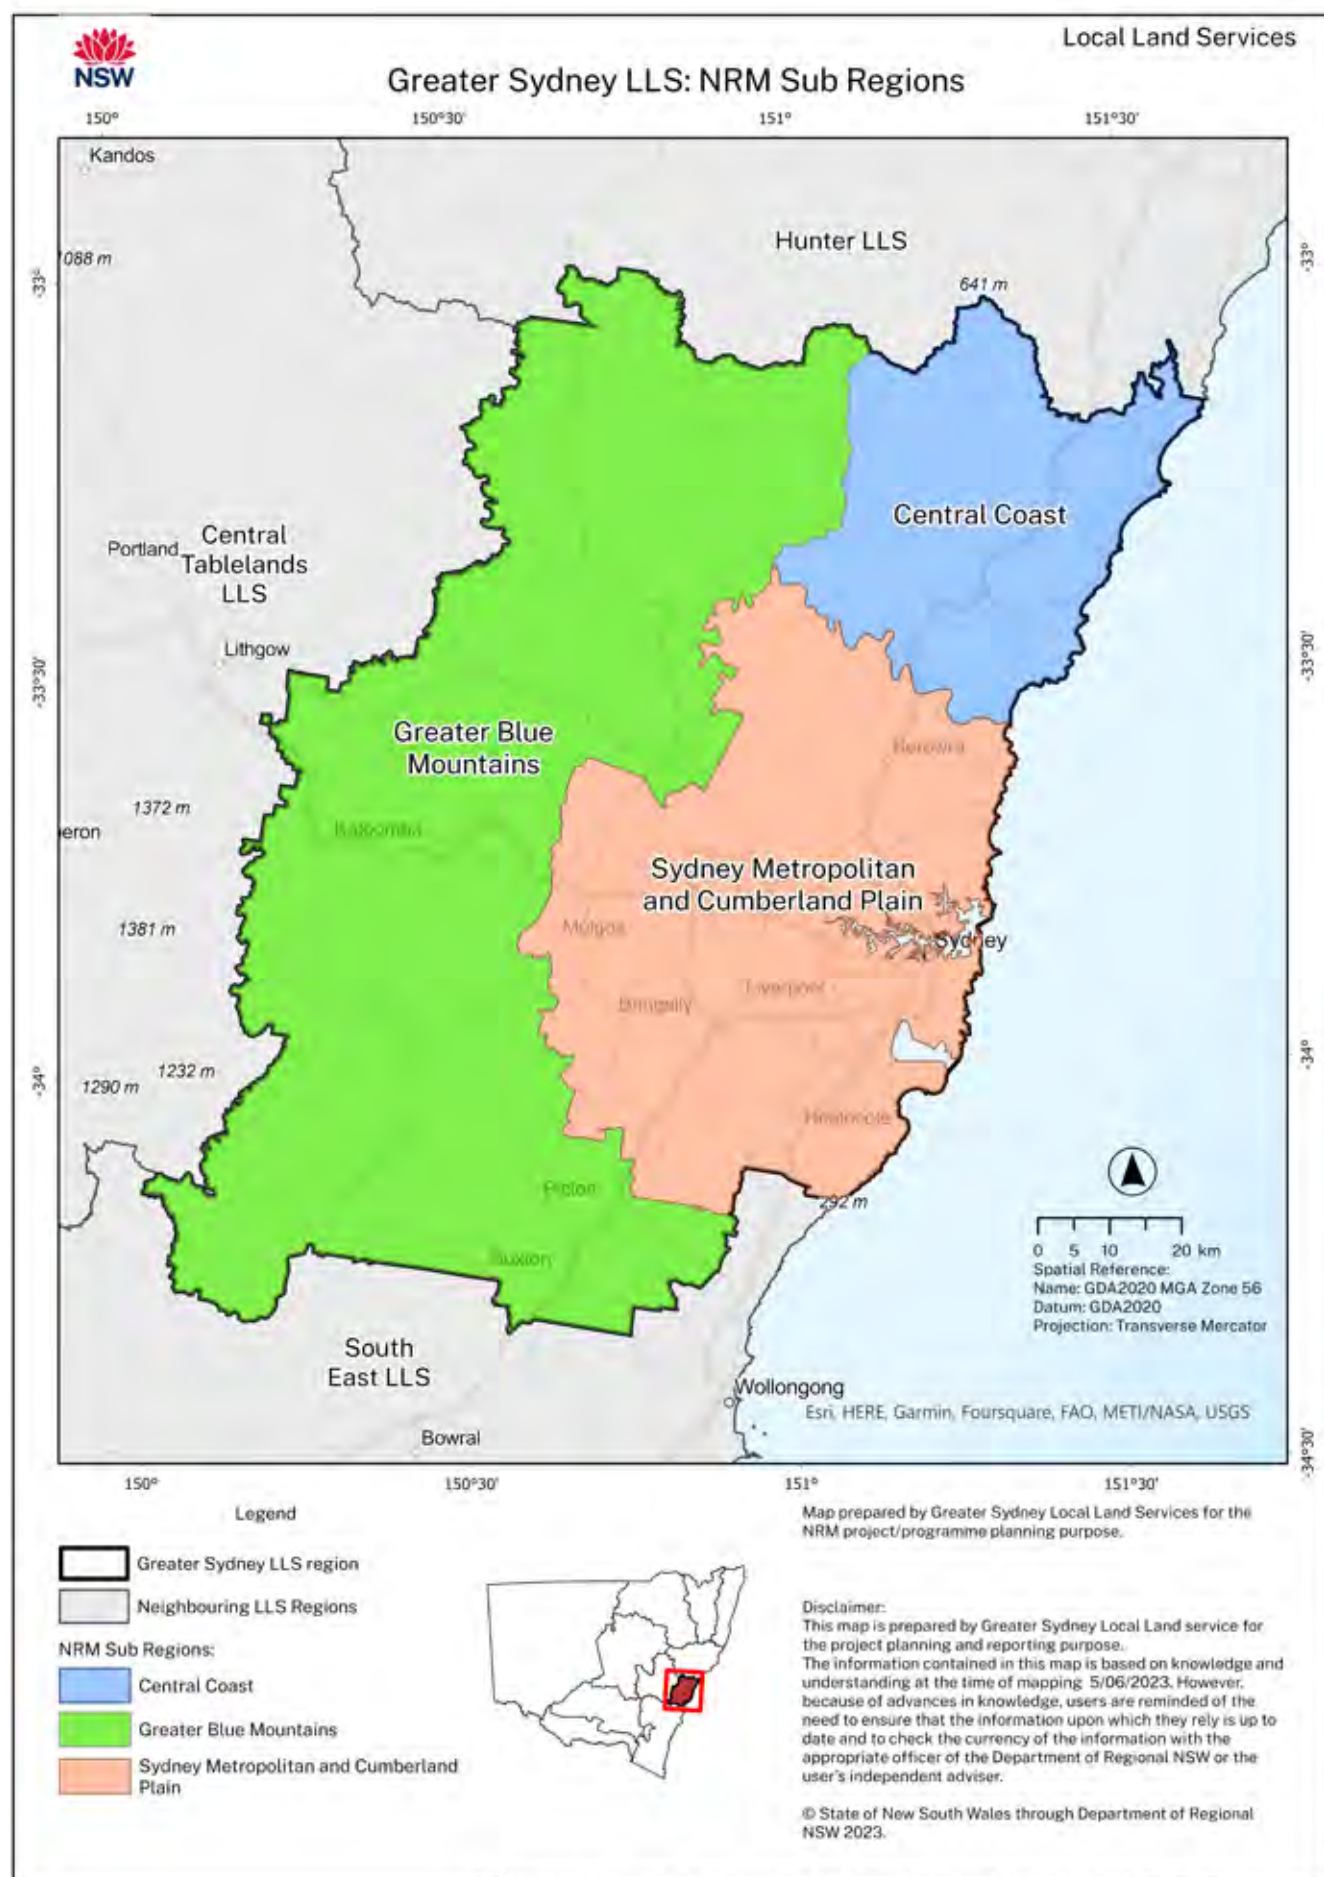 NSW
Local Land Services
Greater Sydney LLS: NRM Sub Regions
150°
150°30'
151°
151°30'
Kandos
Hunter LLS
088 m
-33°
-33°
641 m
Central Coast
Central
Tablelands
LLS
Portland
Lithgow
-33°30'
-33°30'
Greater Blue
Mountains
Berowra
1372 m
eron
Katoomba
Sydney Metropolitan
and Cumberland Plain
1381 m
Mulgoa
Sydney
Liverpool
Bringelly
-34°
-34°
1232 m
1290 m
Heathcote
Picton
292 m
Buxton
0 5 10 20 km
Spatial Reference:
Name: GDA2020 MGA Zone 56
Datum: GDA2020
Projection: Transverse Mercator
South
East LLS
Wollongong
Esri, HERE, Garmin, Foursquare, FAO, METI/NASA, USGS
Bowral
-34°30'
150°
150°30'
151°
151°30'
Legend
Greater Sydney LLS region
Neighbouring LLS Regions
NRM Sub Regions:
Central Coast
Greater Blue Mountains
Sydney Metropolitan and Cumberland
Plain
Map prepared by Greater Sydney Local Land Services for the
NRM project/programme planning purpose.
Disclaimer:
This map is prepared by Greater Sydney Local Land service for
the project planning and reporting purpose.
The information contained in this map is based on knowledge and
understanding at the time of mapping 5/06/2023. However,
because of advances in knowledge, users are reminded of the
need to ensure that the information upon which they rely is up to
date and to check the currency of the information with the
appropriate officer of the Department of Regional NSW or the
user's independent adviser.
© State of New South Wales through Department of Regional
NSW 2023.